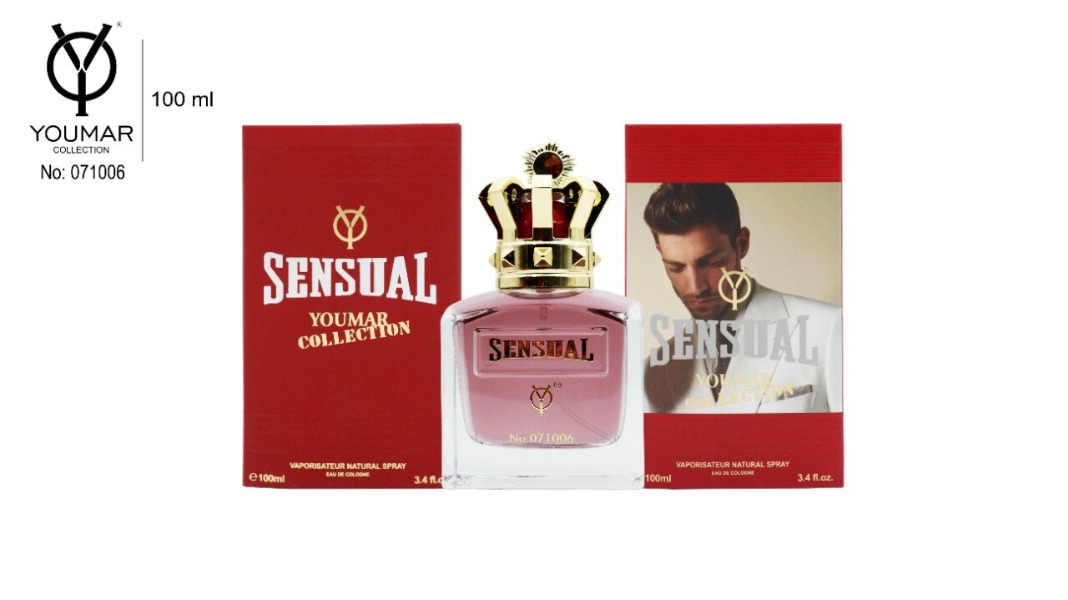 YOUMAR
COLLECTION
No: 071006
100 ml
SENSUAL
YOUMAR
COLLECTION
VAPORISATEUR NATURAL SPRAY
EAU DE COLOGNE
e 100ml
3.4 fl.o
SENSUAL
No 071006
SENSUAL
YOUMAR
COLLECTION
VAPORISATEUR NATURAL SPRAY
EAU DE COLOGNE
100ml
3.4 fl.oz.